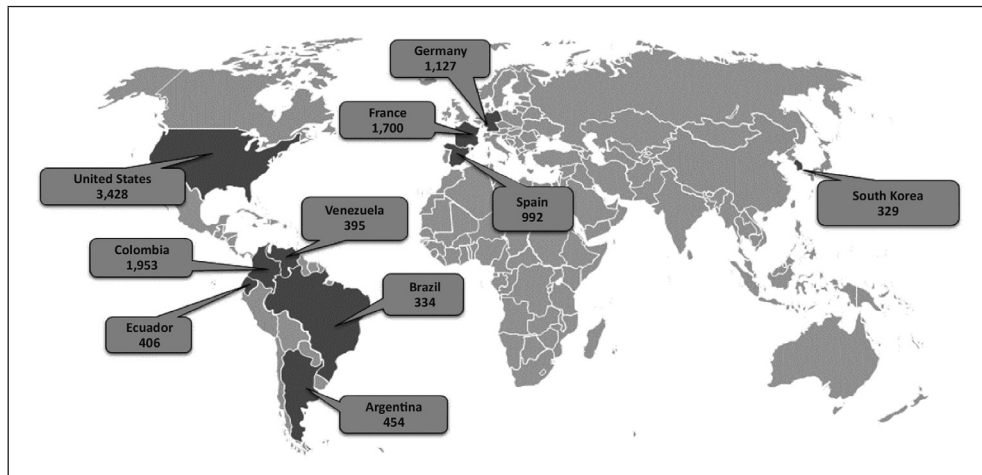 Germany
1,127
France
1,700
United States
3,428
Spain
992
South Korea
329
Venezuela
395
Colombia
1,953
Brazil
334
Ecuador
406
Argentina
454